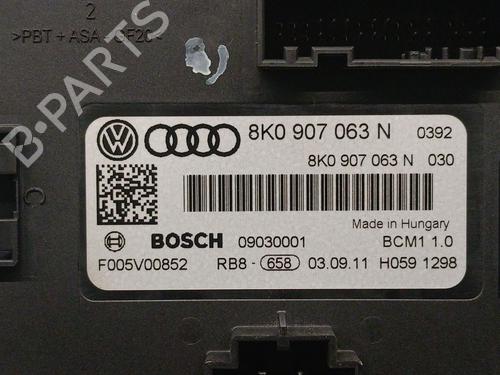 2
>PBT + ASA - GF20<
B-PARTS
8K0 907 063 N 0392
8K0 907 063 N 030
C
Made in Hungary
BOSCH 09030001 BCM1 1.0
F005V00852 RB8 - 658 03.09.11 H059 1298